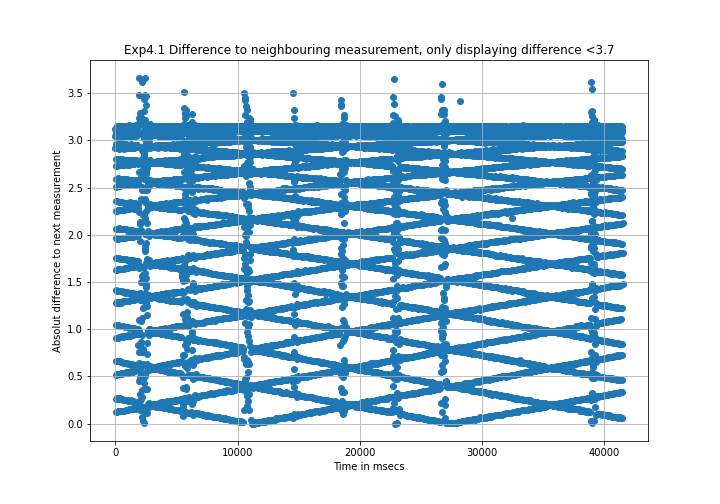 Exp4.1 Difference to neighbouring measurement, only displaying difference <3.7
Absolut difference to next measurement
3.5
3.0
2.5
2.0
1.5
1.0
0.5
0.0
0 10000 20000 30000 40000
Time in msecs